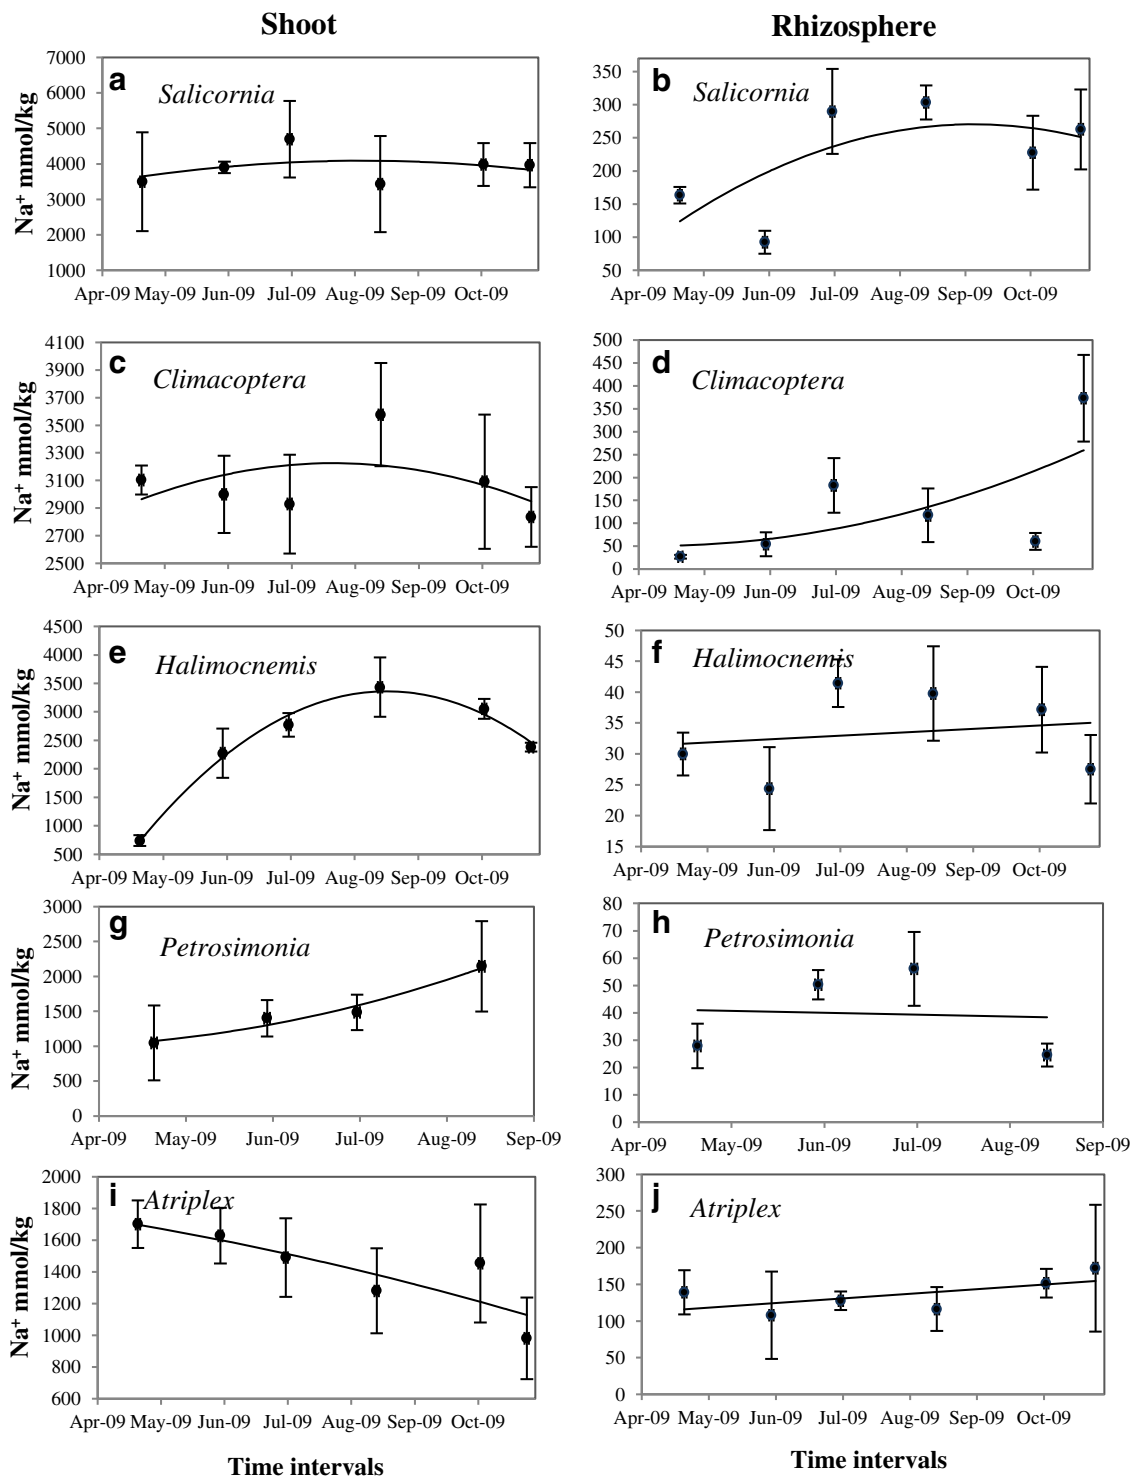 Shoot
Rhizosphere
a
Salicornia
Na+ mmol/kg
7000
6000
5000
4000
3000
2000
1000
Apr-09 May-09 Jun-09 Jul-09 Aug-09 Sep-09 Oct-09
b
Salicornia
350
300
250
200
150
100
50
Apr-09 May-09 Jun-09 Jul-09 Aug-09 Sep-09 Oct-09
c
Climacoptera
Na+ mmol/kg
4100
3900
3700
3500
3300
3100
2900
2700
2500
Apr-09 May-09 Jun-09 Jul-09 Aug-09 Sep-09 Oct-09
d
Climacoptera
500
450
400
350
300
250
200
150
100
50
0
Apr-09 May-09 Jun-09 Jul-09 Aug-09 Sep-09 Oct-09
e
Halimocnemis
Na+ mmol/kg
4500
4000
3500
3000
2500
2000
1500
1000
500
Apr-09 May-09 Jun-09 Jul-09 Aug-09 Sep-09 Oct-09
f
Halimocnemis
50
45
40
35
30
25
20
15
Apr-09 May-09 Jun-09 Jul-09 Aug-09 Sep-09 Oct-09
g
Petrosimonia
Na+ mmol/kg
3000
2500
2000
1500
1000
500
0
Apr-09 May-09 Jun-09 Jul-09 Aug-09 Sep-09
h
Petrosimonia
80
70
60
50
40
30
20
10
0
Apr-09 May-09 Jun-09 Jul-09 Aug-09 Sep-09
i
Atriplex
Na+ mmol/kg
2000
1800
1600
1400
1200
1000
800
600
Apr-09 May-09 Jun-09 Jul-09 Aug-09 Sep-09 Oct-09
Time intervals
j
Atriplex
300
250
200
150
100
50
0
Apr-09 May-09 Jun-09 Jul-09 Aug-09 Sep-09 Oct-09
Time intervals